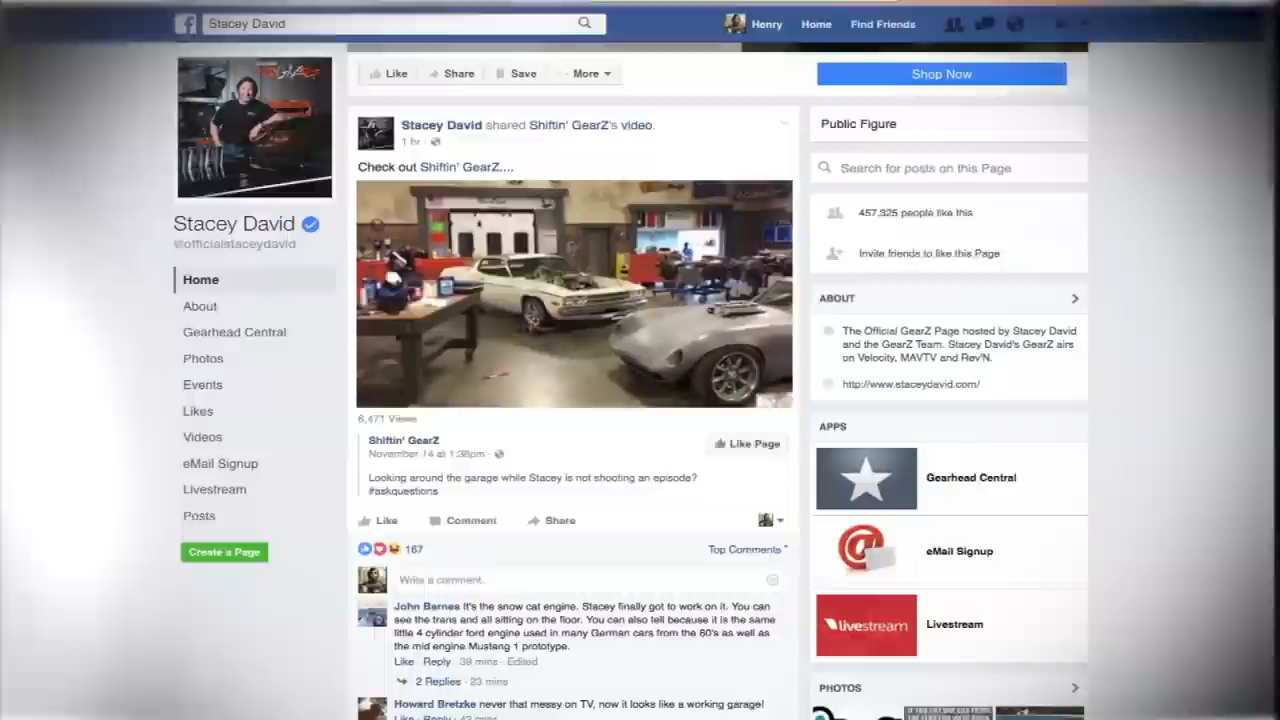 Stacey David
Henry
Home
Find Friends
Like
Share
Save
More
Shop Now
Stacey David shared Shiftin' GearZ's video.
1 hr
Check out Shiftin' GearZ....
6,471 Views
Shiftin' GearZ
November 14 at 1:38pm
Like Page
Looking around the garage while Stacey is not shooting an episode?
#askquestions
Like
Comment
Share
167
Top Comments
Write a comment.
John Barnes It's the snow cat engine. Stacey finally got to work on it. You can
see the trans and all sitting on the floor. You can also tell because it is the same
little 4 cylinder ford engine used in many German cars from the 60's as well as
the mid engine Mustang 1 prototype.
Like Reply 39 mins · Edited
2 Replies · 23 mins
Howard Bretzke never that messy on TV, now it looks like a working garage!
Stacey David
@officialstaceydavid
Home
About
Gearhead Central
Photos
Events
Likes
Videos
eMail Signup
Livestream
Posts
Create a Page
Public Figure
Search for posts on this Page
457,325 people like this
Invite friends to like this Page
ABOUT
The Official GearZ Page hosted by Stacey David
and the GearZ Team. Stacey David's GearZ airs
on Velocity, MAVTV and Rev'N.
http://www.staceydavid.com/
APPS
Gearhead Central
eMail Signup
livestream
Livestream
PHOTOS